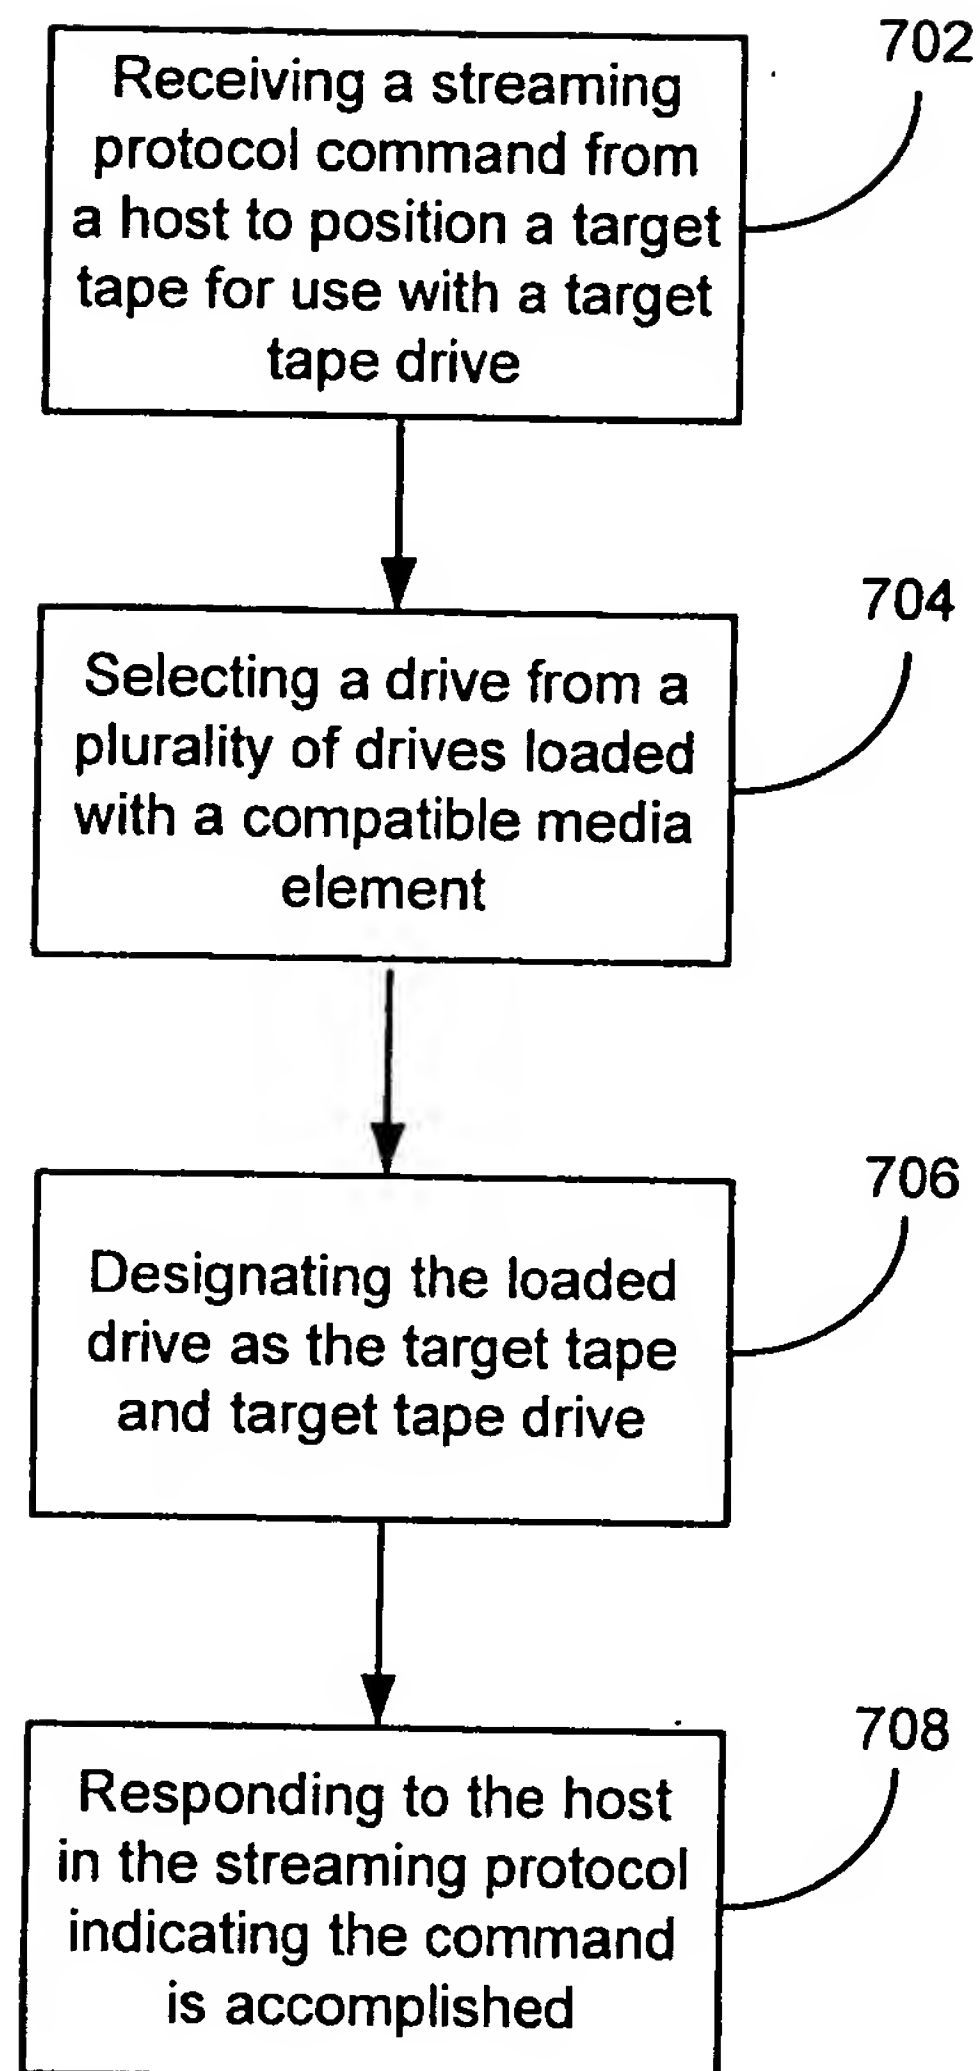 702
Receiving a streaming
protocol command from
a host to position a target
tape for use with a target
tape drive
704
Selecting a drive from a
plurality of drives loaded
with a compatible media
element
706
Designating the loaded
drive as the target tape
and target tape drive
708
Responding to the host
in the streaming protocol
indicating the command
is accomplished